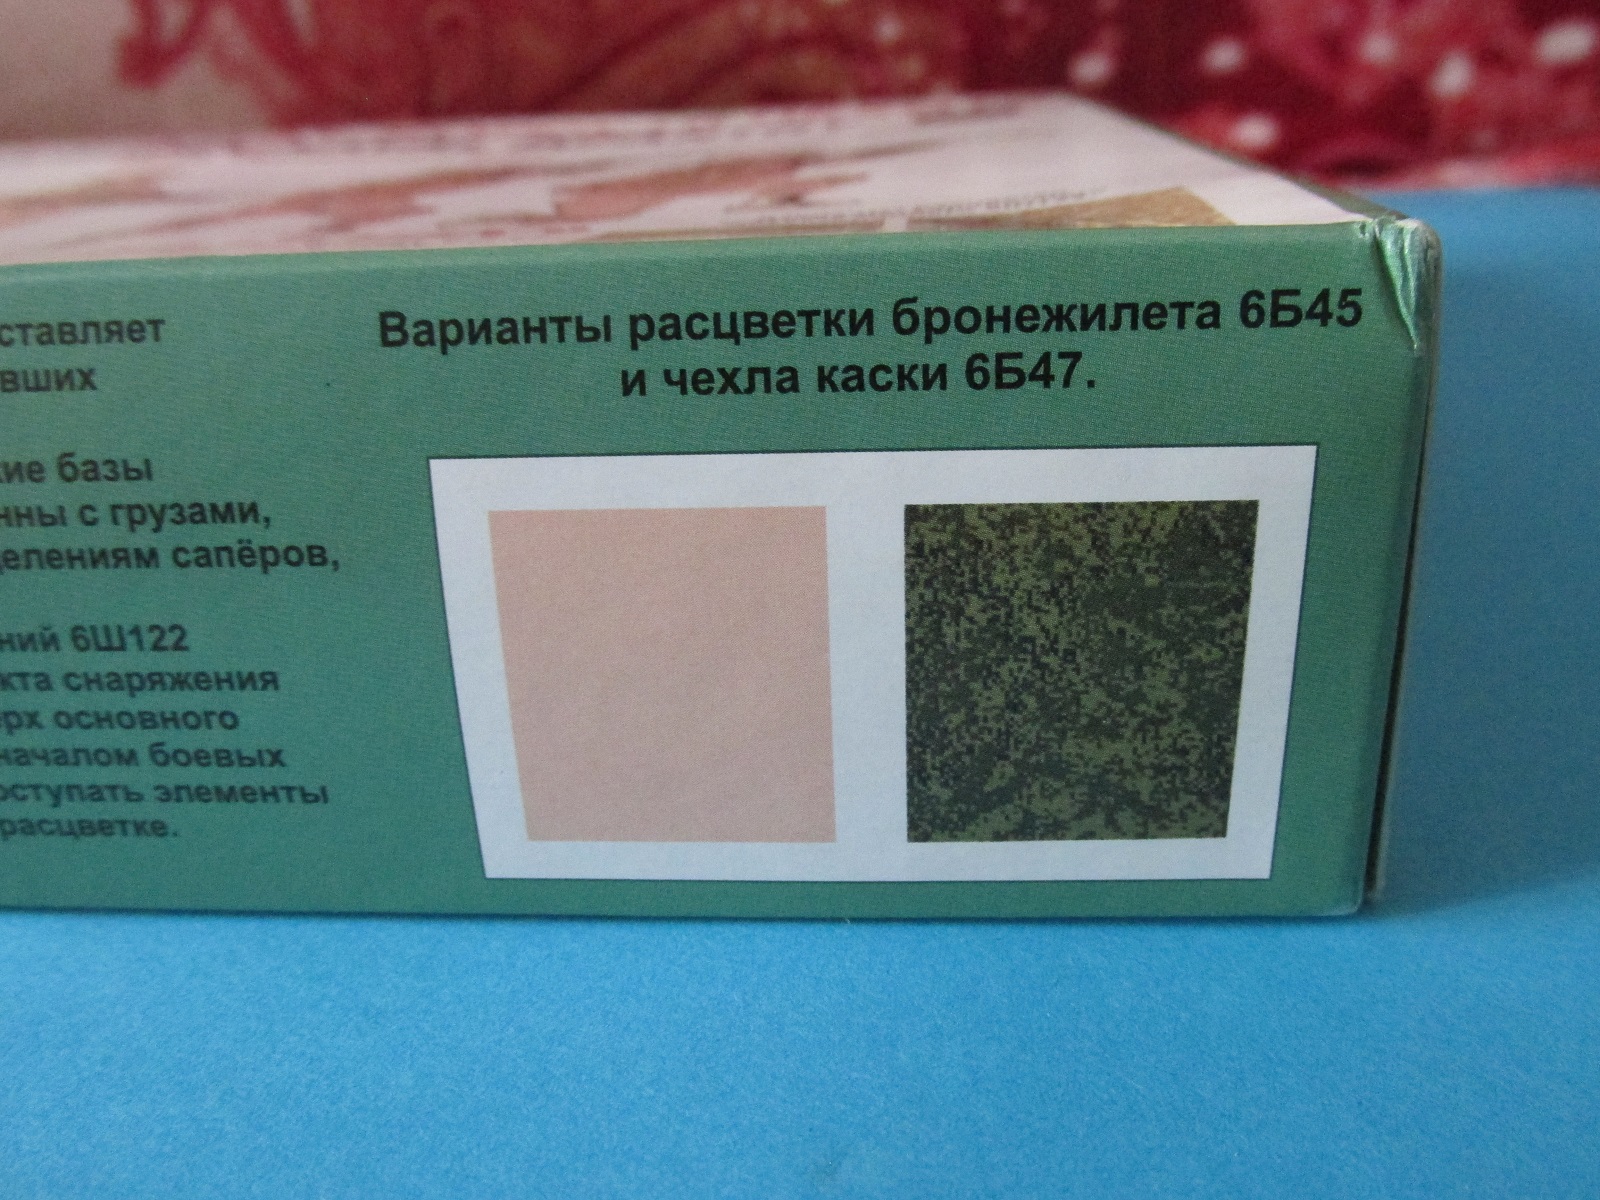 ставляет
вших
ие базы
нны с грузами,
делениям сапёров,
ний 6Ш122
кта снаряжения
рх основного
началом боевых
оступать элементы
расцветке.
Варианты расцветки бронежилета 6Б45
и чехла каски 6Б47.